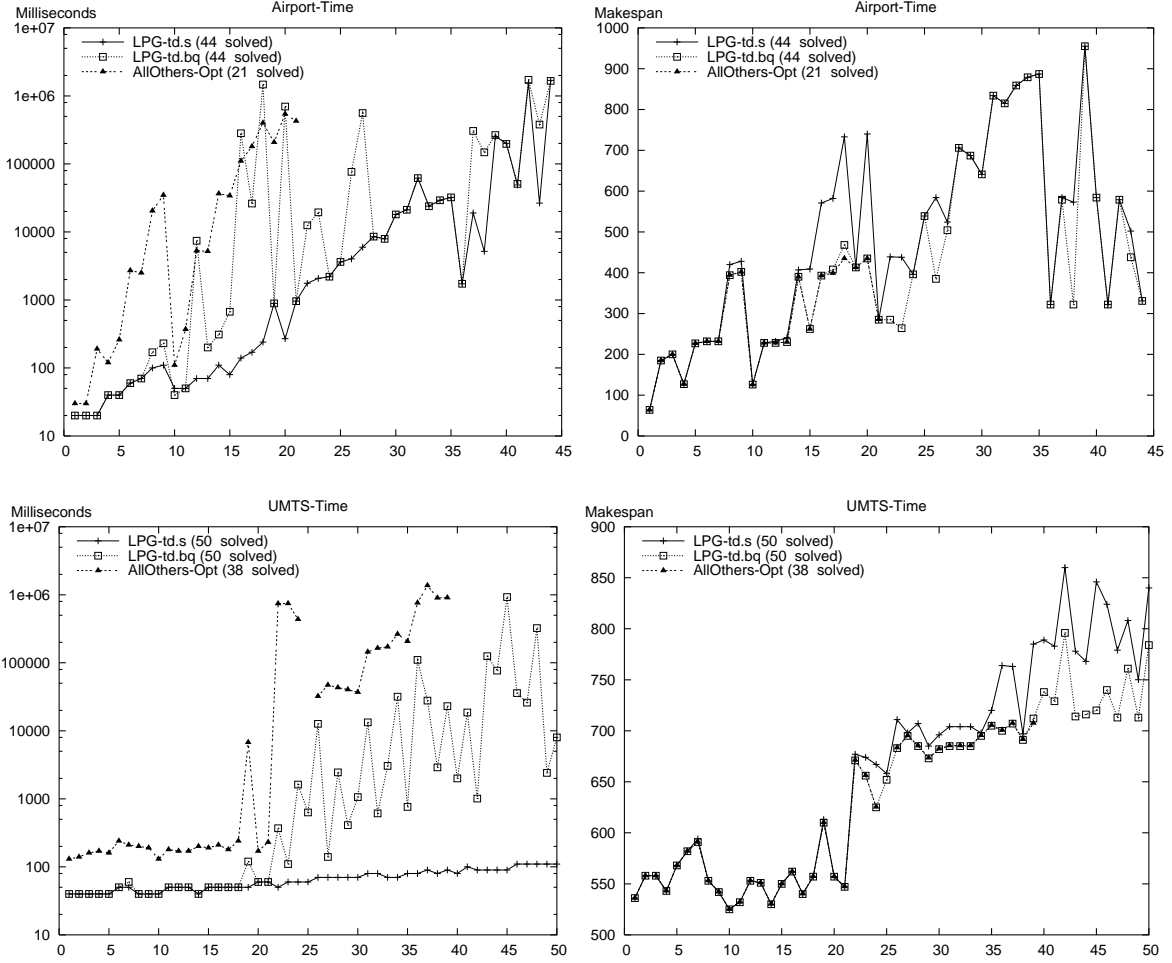 Airport-Time
Milliseconds
1e+07
1e+06
100000
10000
1000
100
10
LPG-td.s (44 solved)
LPG-td.bq (44 solved)
AllOthers-Opt (21 solved)
0 5 10 15 20 25 30 35 40 45
Airport-Time
Makespan
1000
900
800
700
600
500
400
300
200
100
0
LPG-td.s (44 solved)
LPG-td.bq (44 solved)
AllOthers-Opt (21 solved)
0 5 10 15 20 25 30 35 40 45
UMTS-Time
Milliseconds
1e+07
1e+06
100000
10000
1000
100
10
LPG-td.s (50 solved)
LPG-td.bq (50 solved)
AllOthers-Opt (38 solved)
0 5 10 15 20 25 30 35 40 45 50
UMTS-Time
Makespan
900
850
800
750
700
650
600
550
500
LPG-td.s (50 solved)
LPG-td.bq (50 solved)
AllOthers-Opt (38 solved)
0 5 10 15 20 25 30 35 40 45 50